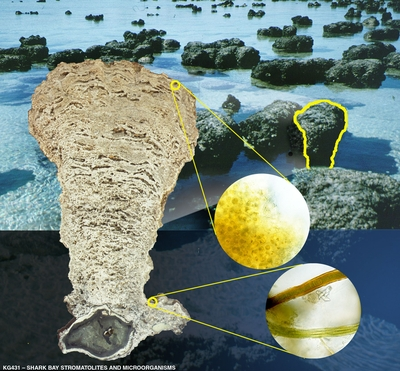 KG431 – SHARK BAY STROMATOLITES AND MICROORGANISMS